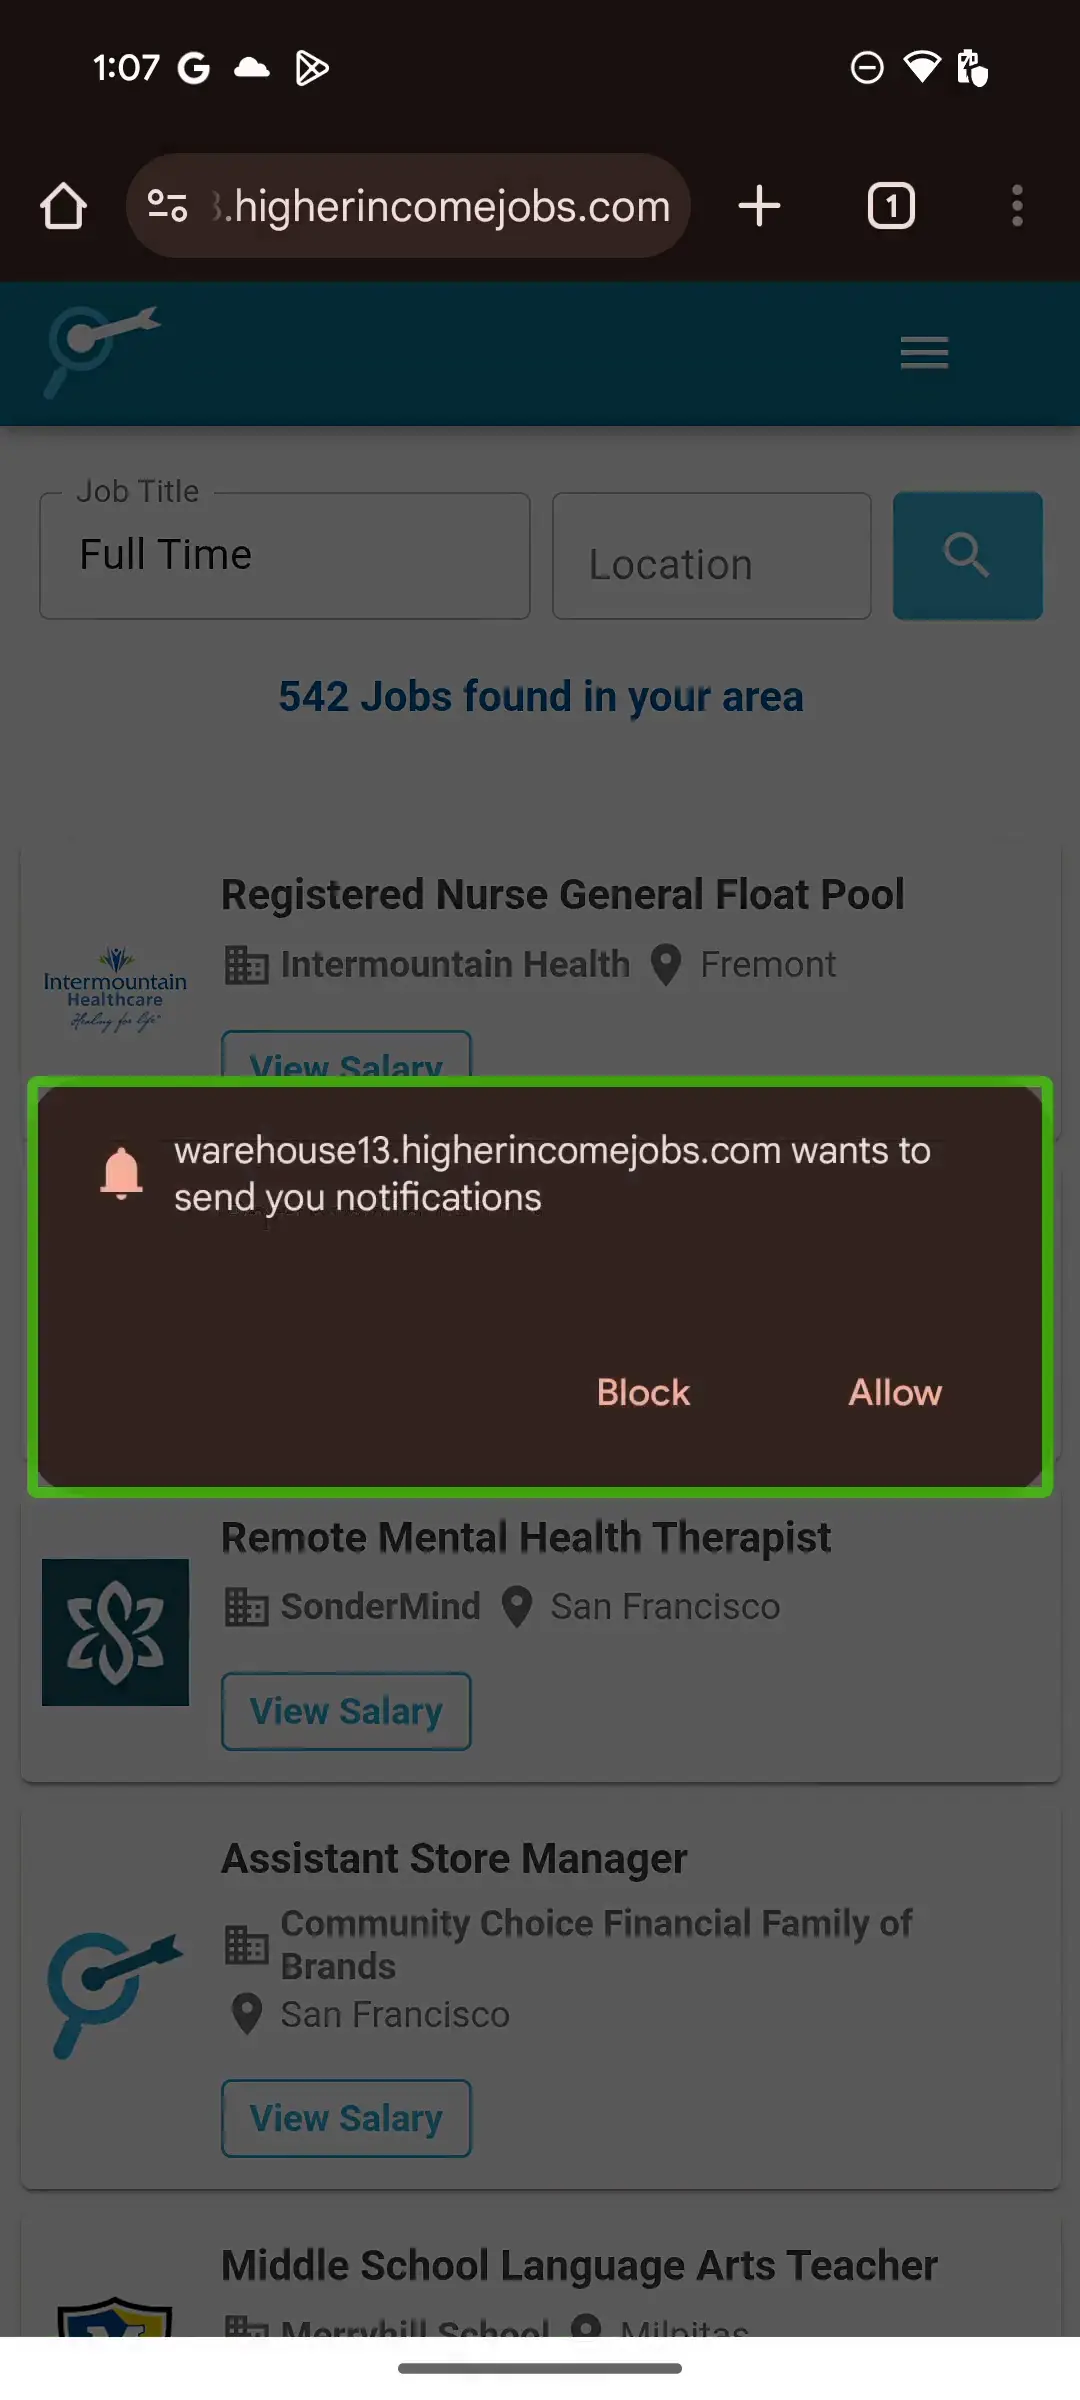 1:07
.higherincomejobs.com
1
Job Title
Full Time
Location
542 Jobs found in your area
Registered Nurse General Float Pool
Intermountain Health Fremont
Intermountain
Healthcare
Healing for life
View Salary
warehouse13.higherincomejobs.com wants to
send you notifications
Block Allow
Remote Mental Health Therapist
SonderMind San Francisco
View Salary
Assistant Store Manager
Community Choice Financial Family of
Brands
San Francisco
View Salary
Middle School Language Arts Teacher
Merryhill School Milpitas